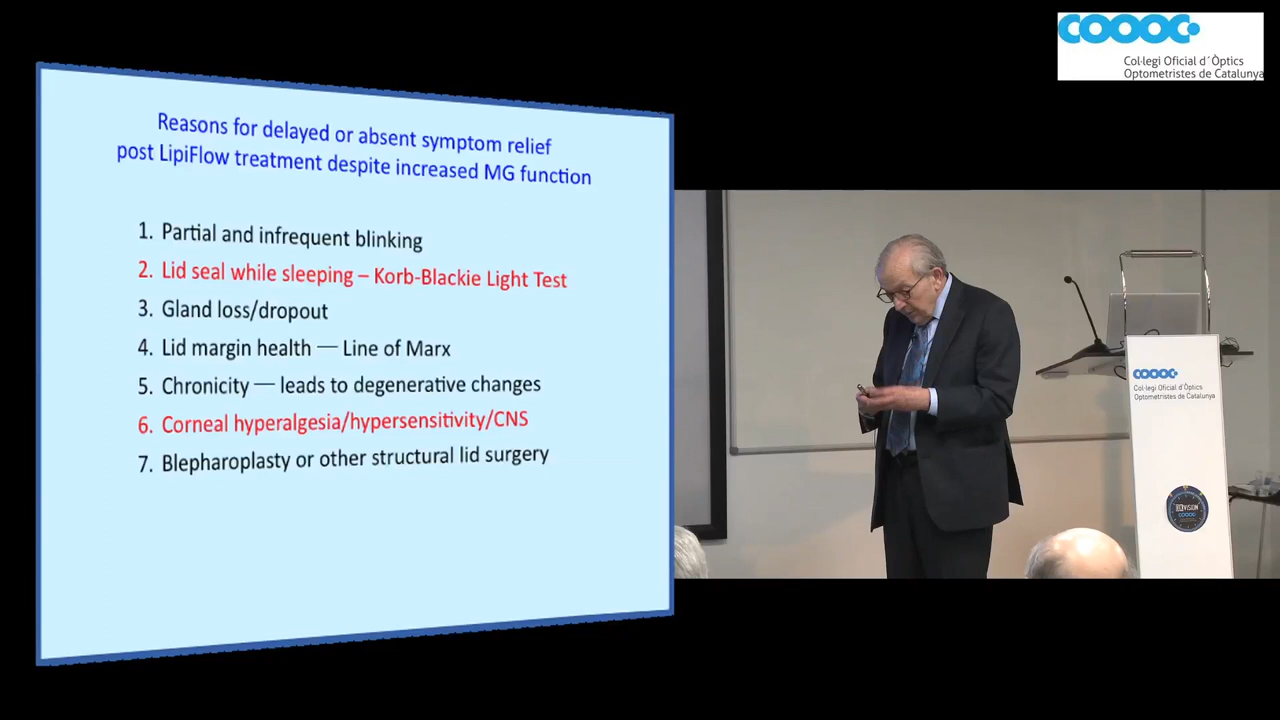 COOOC
Col·legi Oficial d´Òptics
Optometristes de Catalunya
Reasons for delayed or absent symptom relief
post LipiFlow treatment despite increased MG function
1. Partial and infrequent blinking
2. Lid seal while sleeping – Korb-Blackie Light Test
3. Gland loss/dropout
4. Lid margin health — Line of Marx
5. Chronicity — leads to degenerative changes
6. Corneal hyperalgesia/hypersensitivity/CNS
7. Blepharoplasty or other structural lid surgery
COOOC
Col·legi Oficial d'Òptics
Optometristes de Catalunya